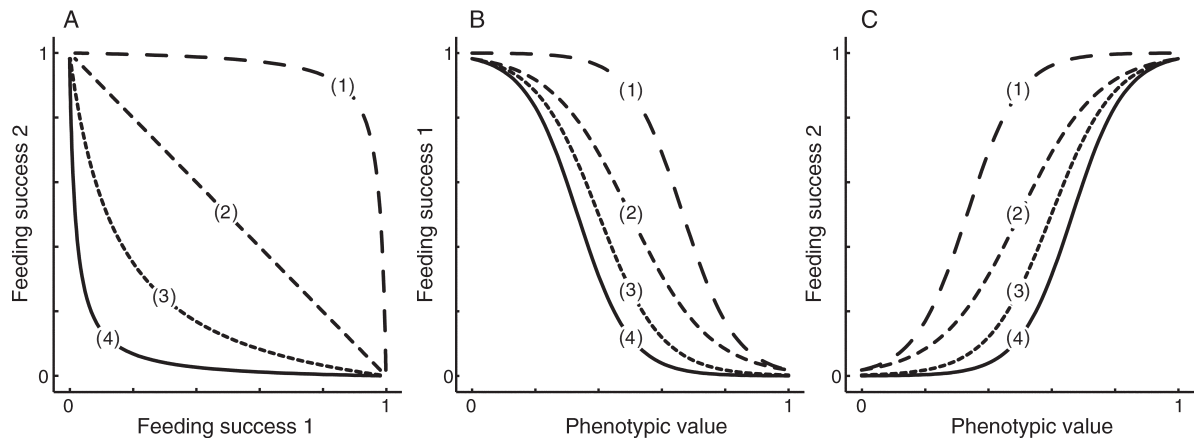 A
Feeding success 2
1
0
(1)
(2)
(3)
(4)
0
1
Feeding success 1
B
Feeding success 1
1
0
(1)
(2)
(3)
(4)
0
1
Phenotypic value
C
Feeding success 2
1
0
(1)
(2)
(3)
(4)
0
1
Phenotypic value